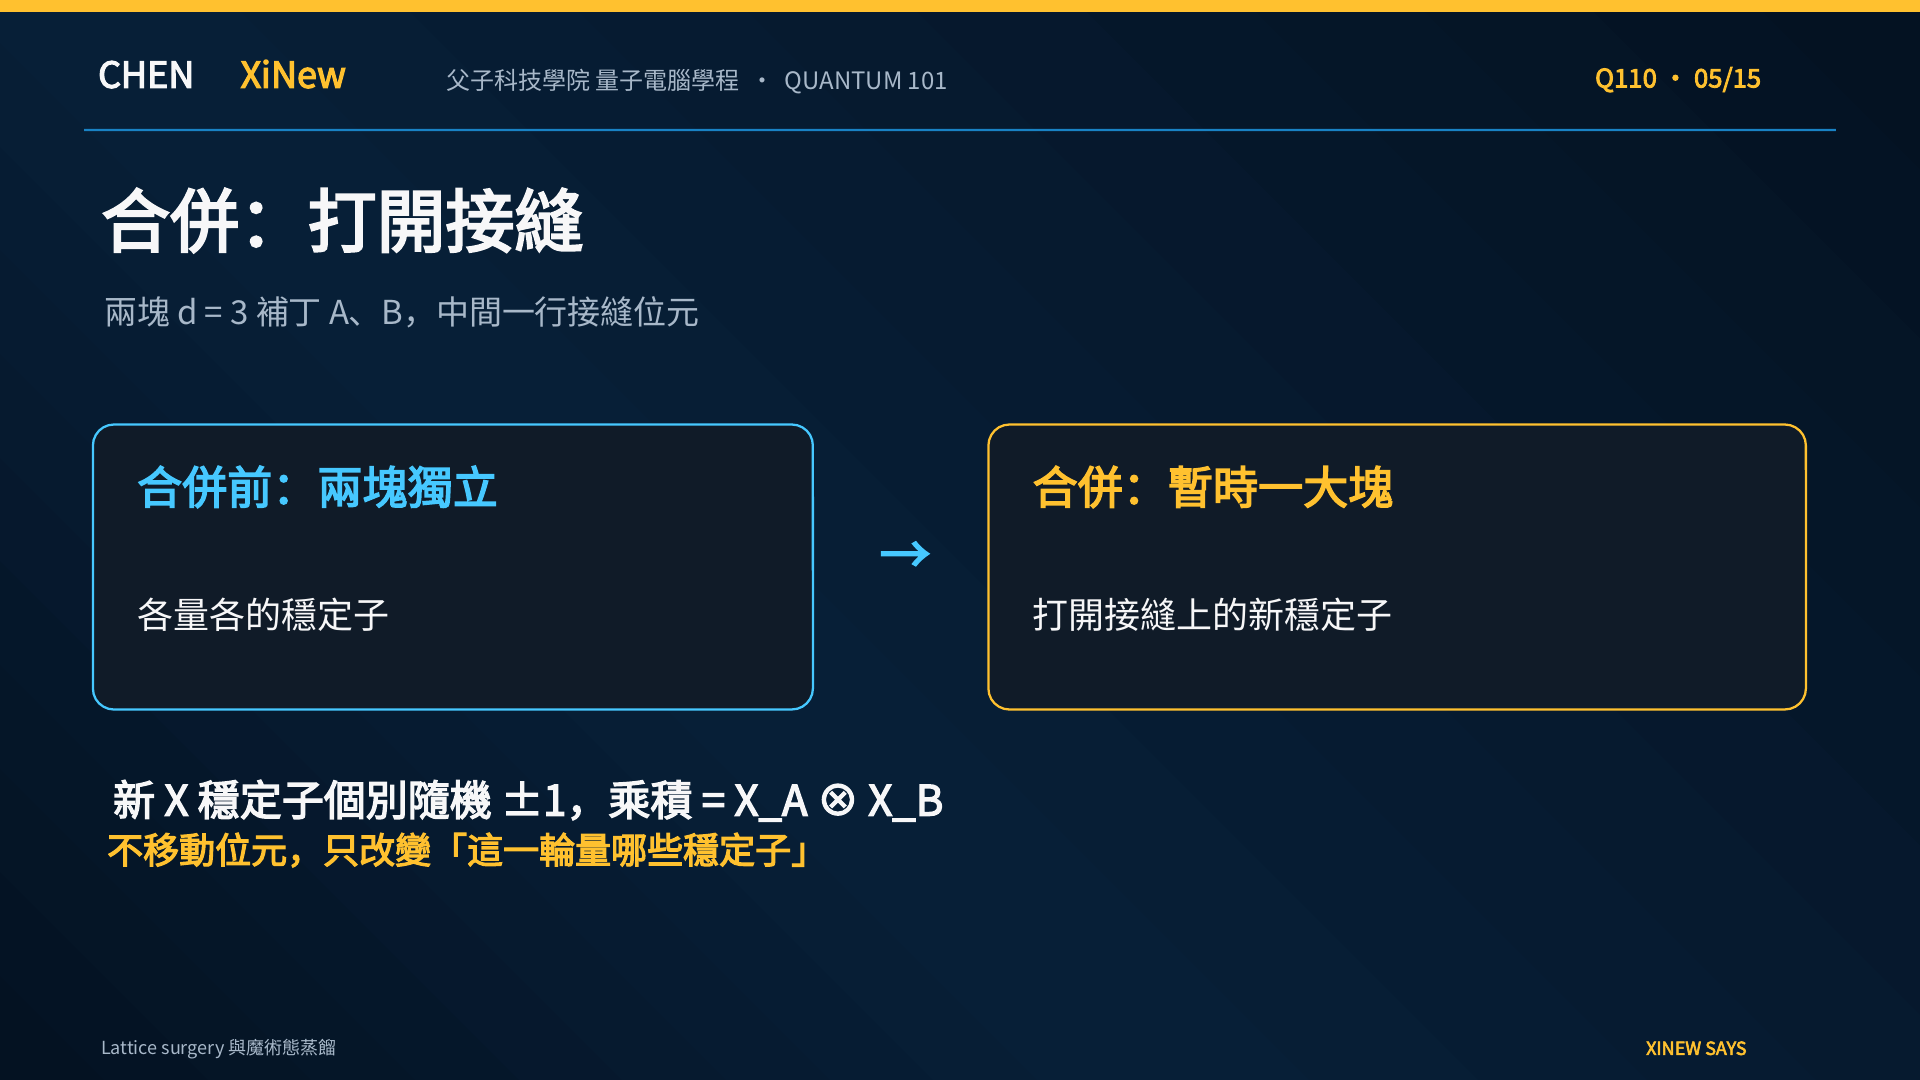 CHEN XiNew 父子科技學院 量子電腦學程 · QUANTUM 101 Q110 · 05/15
合併：打開接縫
兩塊 d = 3 補丁 A、B，中間一行接縫位元
合併前：兩塊獨立
各量各的穩定子
→
合併：暫時一大塊
打開接縫上的新穩定子
新 X 穩定子個別隨機 ±1，乘積 = X_A ⊗ X_B
不移動位元，只改變「這一輪量哪些穩定子」
Lattice surgery 與魔術態蒸餾
XINEW SAYS